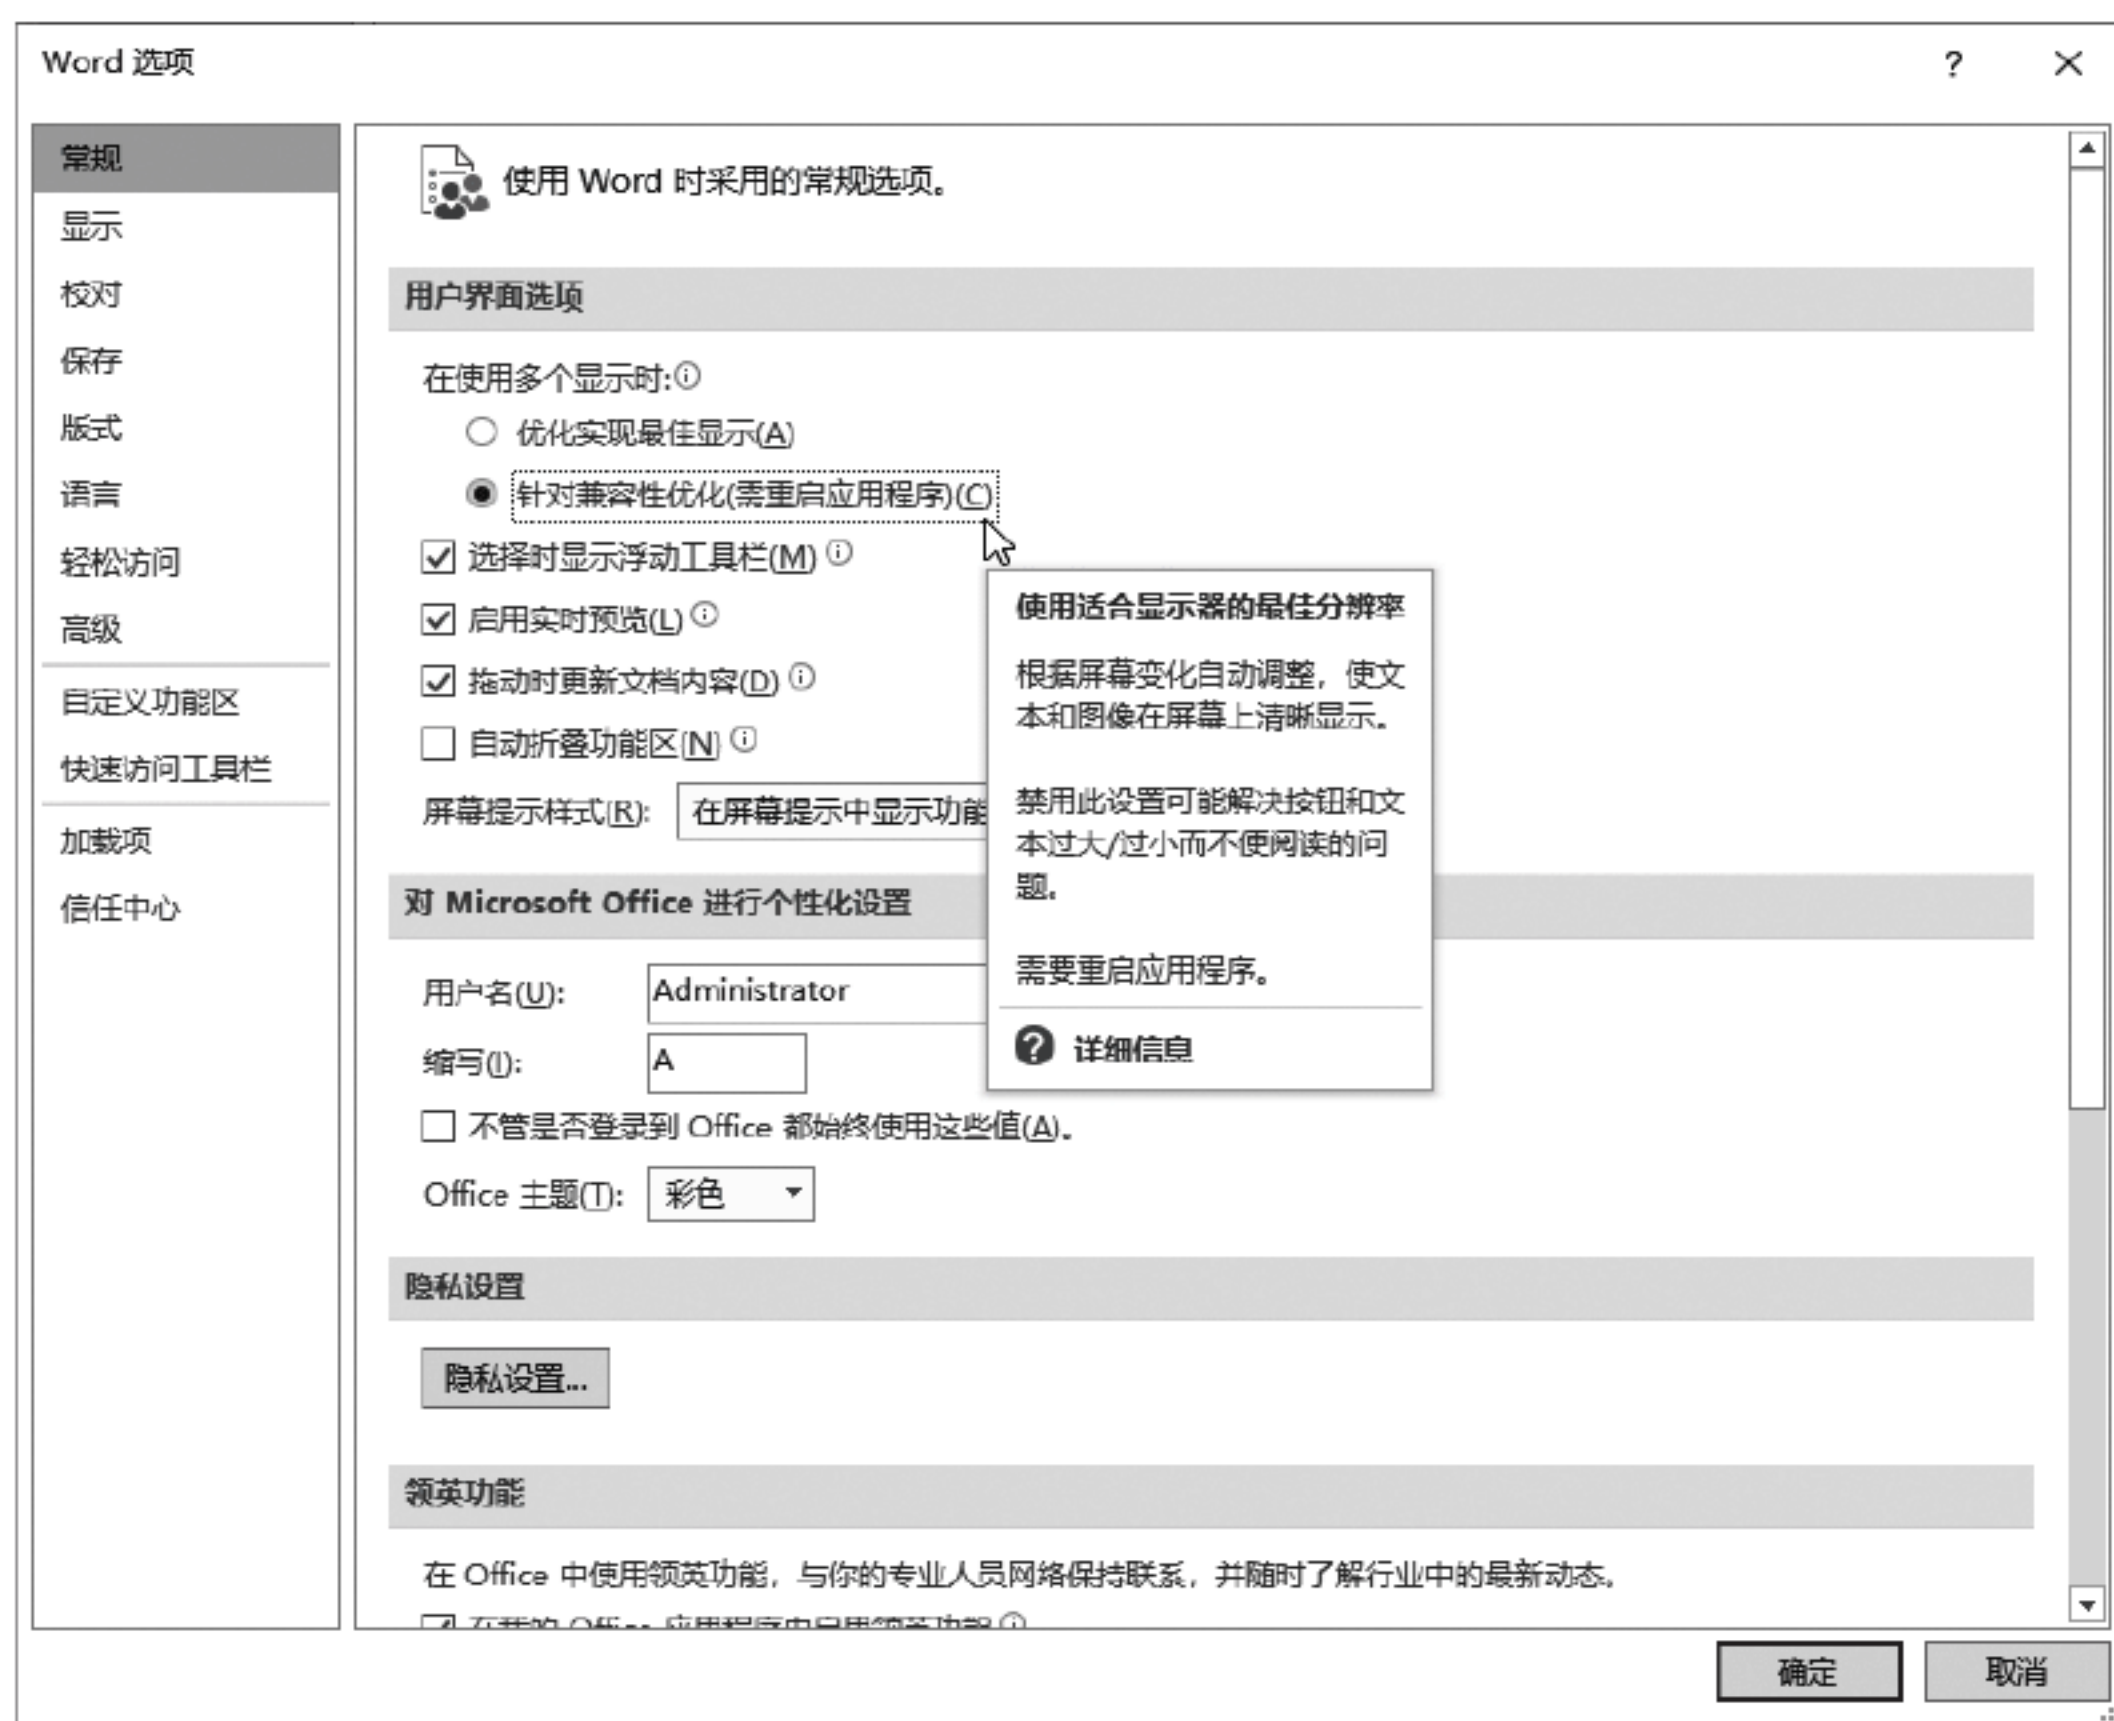 Word 选项
?
常规
显示
校对
保存
版式
语言
轻松访问
高级
自定义功能区
快速访问工具栏
加载项
信任中心
使用 Word 时采用的常规选项。
用户界面选项
在使用多个显示时:
优化实现最佳显示(A)
针对兼容性优化(需重启应用程序)(C)
选择时显示浮动工具栏(M)
启用实时预览(L)
拖动时更新文档内容(D)
自动折叠功能区(N)
屏幕提示样式(R): 在屏幕提示中显示功能
使用适合显示器的最佳分辨率
根据屏幕变化自动调整，使文
本和图像在屏幕上清晰显示。
禁用此设置可能解决按钮和文
本过大/过小而不便阅读的问
题。
需要重启应用程序。
详细信息
对 Microsoft Office 进行个性化设置
用户名(U): Administrator
缩写(I): A
不管是否登录到 Office 都始终使用这些值(A)。
Office 主题(T): 彩色
隐私设置
隐私设置...
领英功能
在 Office 中使用领英功能，与你的专业人员网络保持联系，并随时了解行业中的最新动态。
在我的 Office 应用程序中启用领英功能
确定
取消